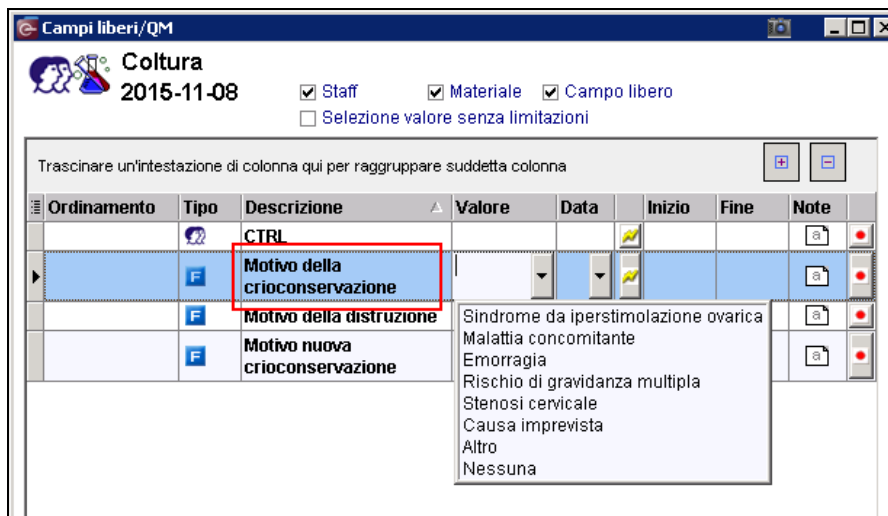 Campi liberi/QM
Coltura
2015-11-08
Staff Materiale Campo libero
Selezione valore senza limitazioni
Trascinare un'intestazione di colonna qui per raggruppare suddetta colonna
Ordinamento Tipo Descrizione Valore Data Inizio Fine Note
CTRL a
Motivo della
crioconservazione
F a
Motivo della distruzione
F a
Motivo nuova
crioconservazione
F a
Sindrome da iperstimolazione ovarica
Malattia concomitante
Emorragia
Rischio di gravidanza multipla
Stenosi cervicale
Causa imprevista
Altro
Nessuna